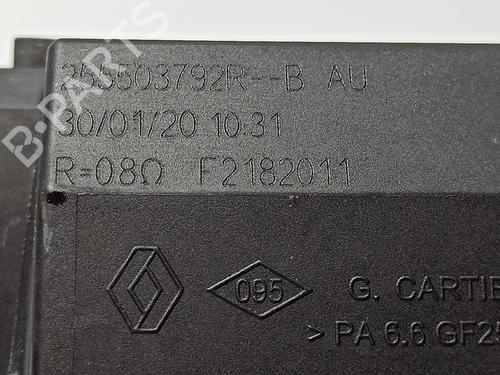 255503792R--B AU
30/01/20 10:31
R=08Ω F2182011
095
G. CARTIE
> PA 6.6 GF25
B-PARTS